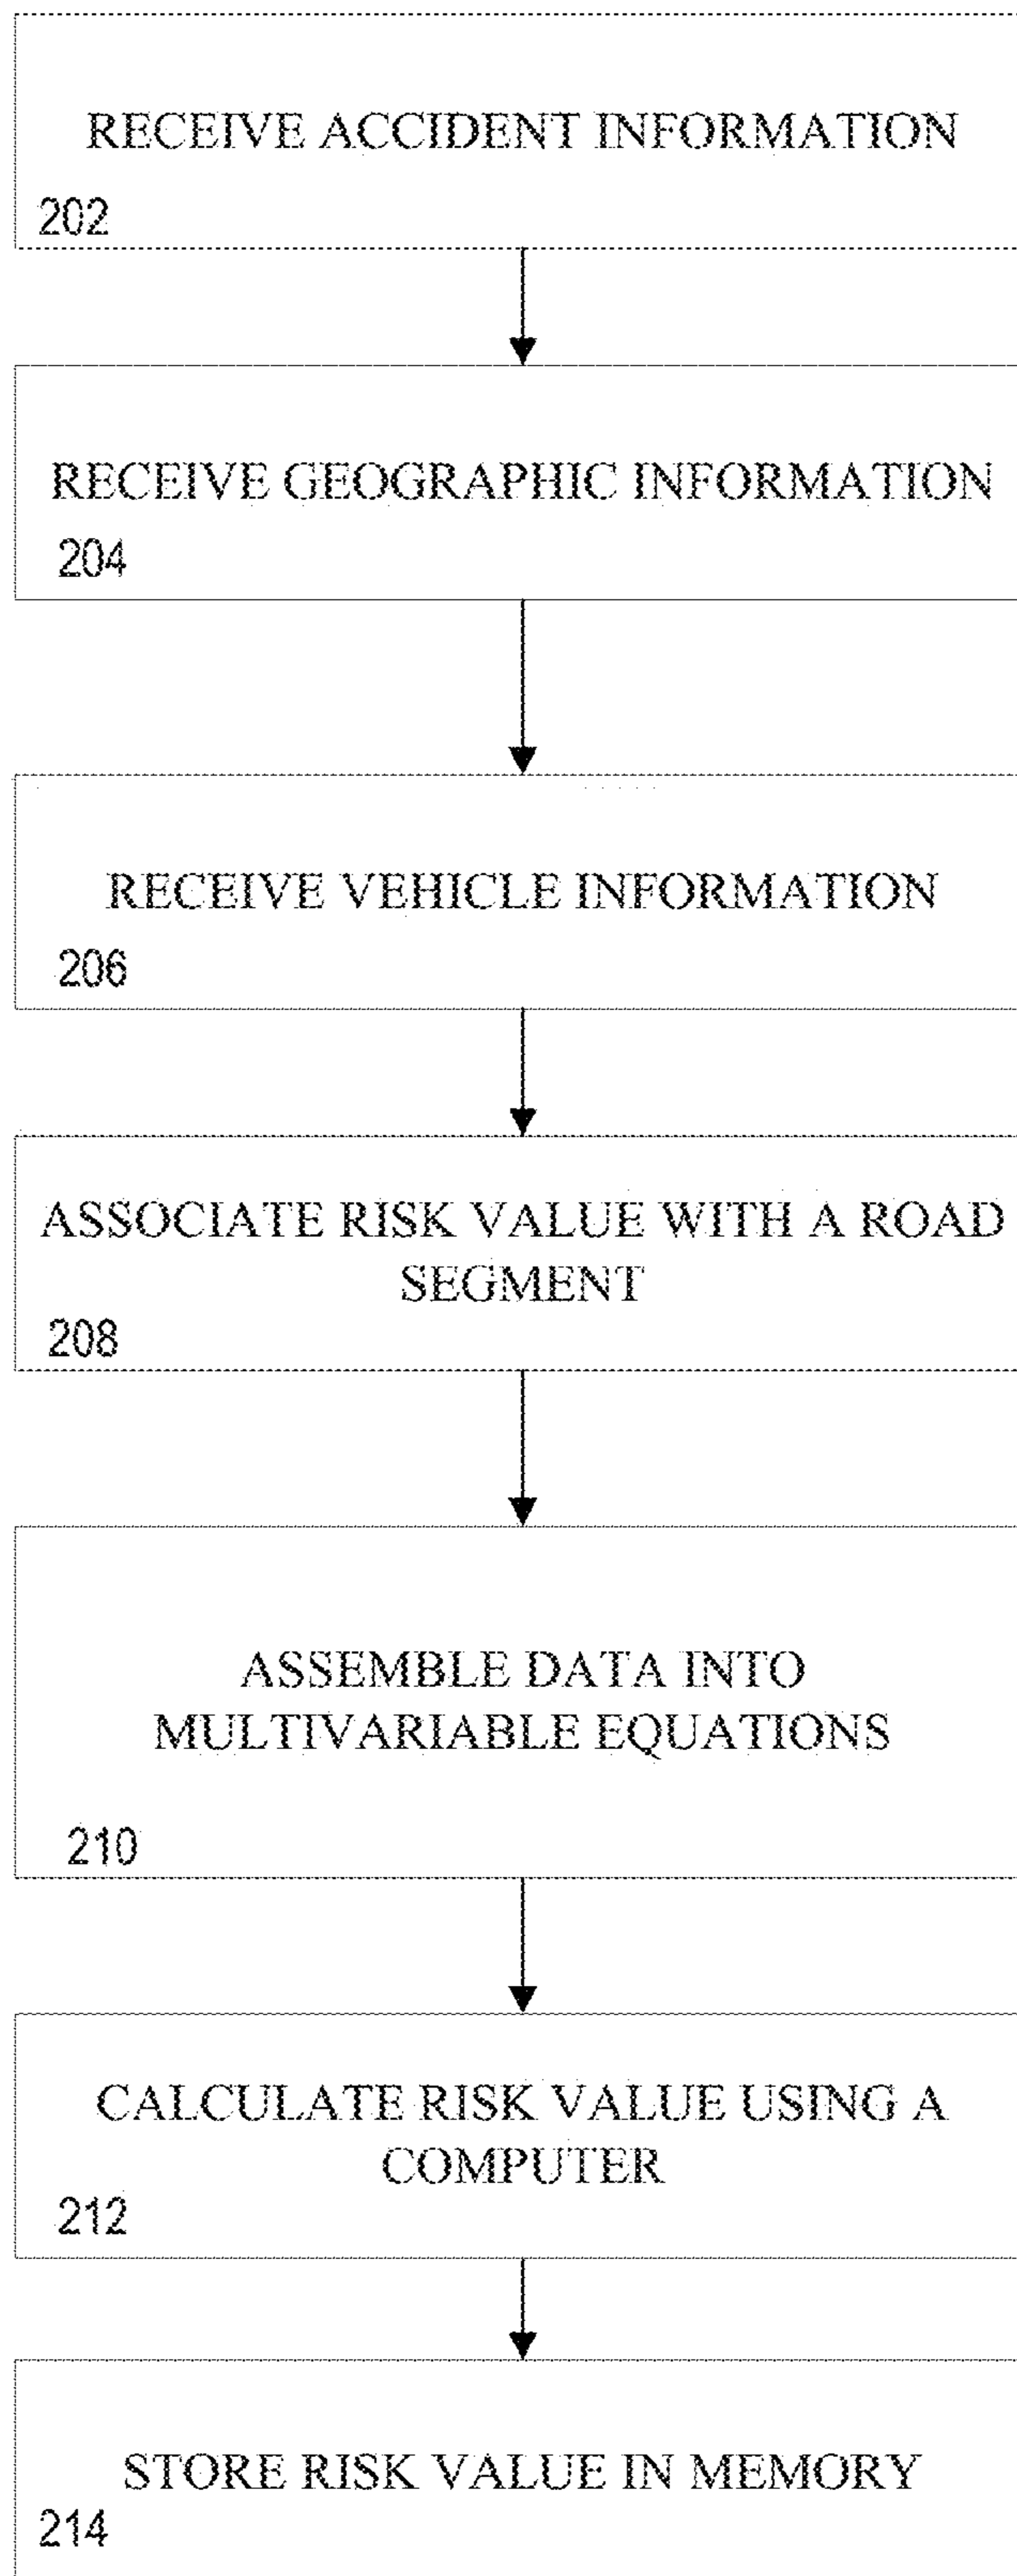 RECEIVE ACCIDENT INFORMATION
202
RECEIVE GEOGRAPHIC INFORMATION
204
RECEIVE VEHICLE INFORMATION
206
ASSOCIATE RISK VALUE WITH A ROAD
SEGMENT
208
ASSEMBLE DATA INTO
MULTIVARIABLE EQUATIONS
210
CALCULATE RISK VALUE USING A
COMPUTER
212
STORE RISK VALUE IN MEMORY
214